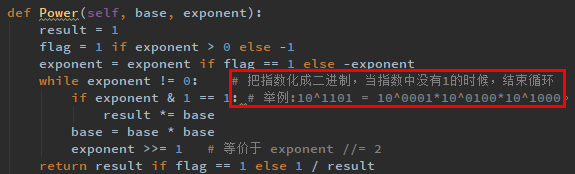 def Power(self, base, exponent):
    result = 1
    flag = 1 if exponent > 0 else -1
    exponent = exponent if flag == 1 else -exponent
    while exponent != 0:    # 把指数化成二进制，当指数中没有1的时候，结束循环
        if exponent & 1 == 1: # 举例:10^1101 = 10^0001*10^0100*10^1000。
            result *= base
        base = base * base
        exponent >>= 1  # 等价于 exponent //= 2
    return result if flag == 1 else 1 / result